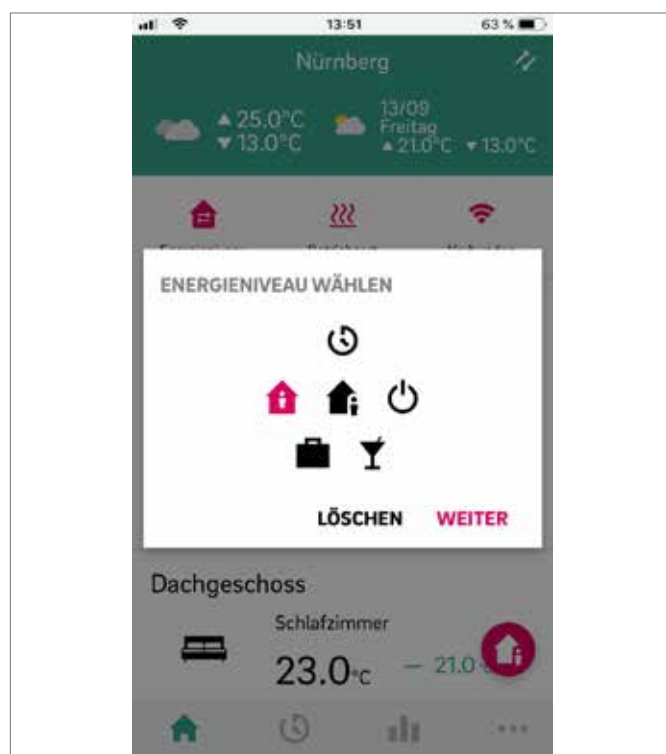 13:51 63 %
Nürnberg
▲ 25.0°C
▼ 13.0°C
13/09
Freitag
▲ 21.0°C ▼ 13.0°C
ENERGIENIVEAU WÄHLEN
LÖSCHEN WEITER
Dachgeschoss
Schlafzimmer
23.0°C — 21.0